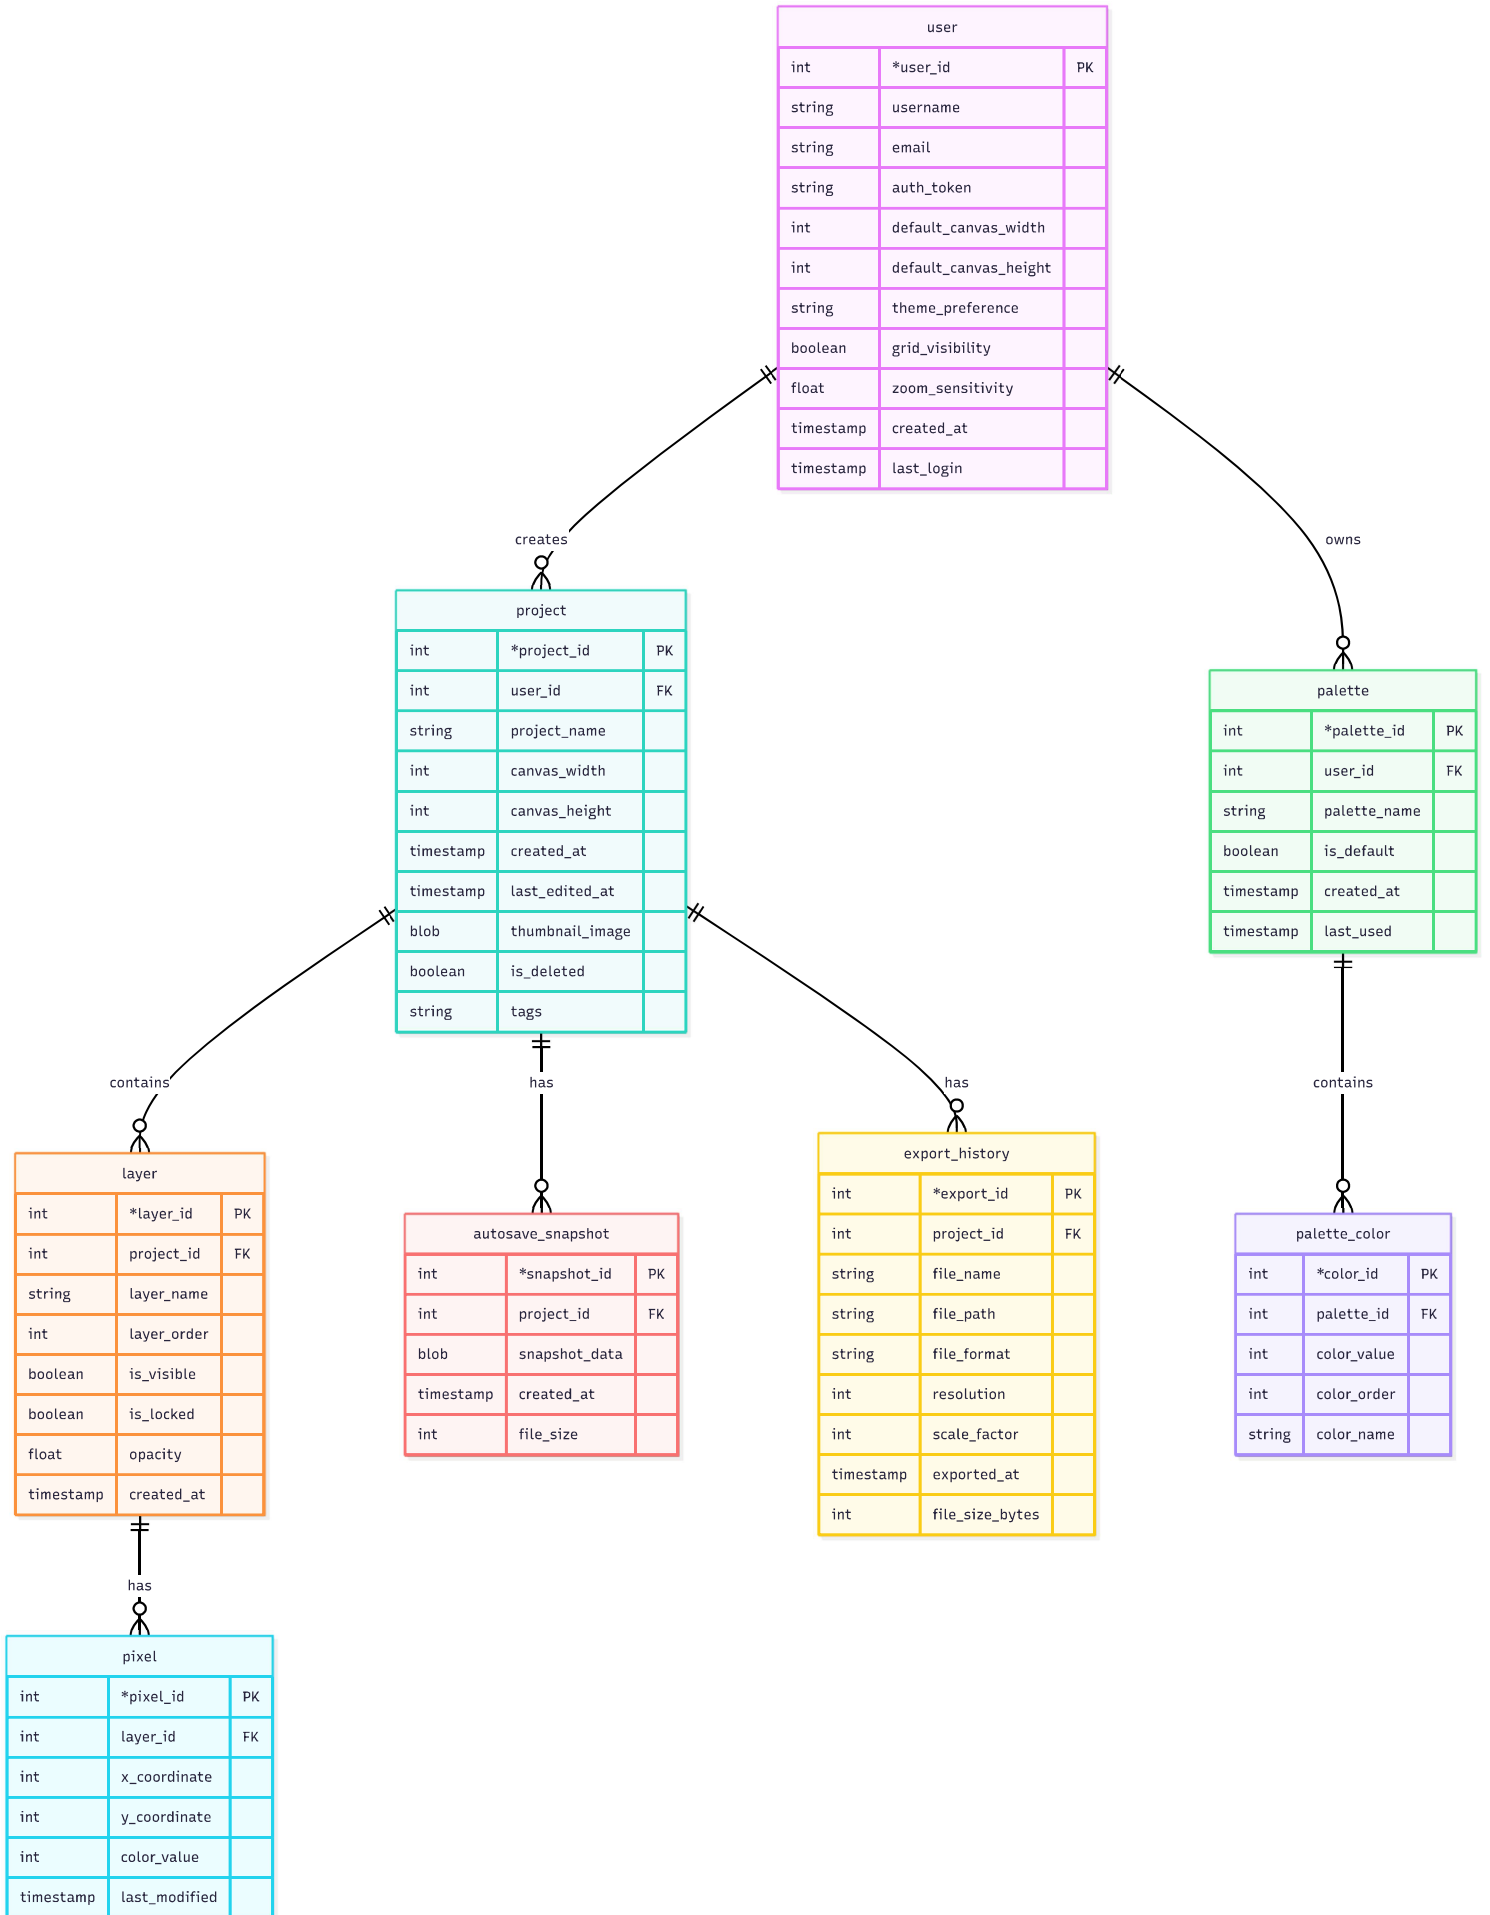 user
int *user_id PK
string username
string email
string auth_token
int default_canvas_width
int default_canvas_height
string theme_preference
boolean grid_visibility
float zoom_sensitivity
timestamp created_at
timestamp last_login
creates
owns
project
int *project_id PK
int user_id FK
string project_name
int canvas_width
int canvas_height
timestamp created_at
timestamp last_edited_at
blob thumbnail_image
boolean is_deleted
string tags
palette
int *palette_id PK
int user_id FK
string palette_name
boolean is_default
timestamp created_at
timestamp last_used
contains
has
has
contains
layer
int *layer_id PK
int project_id FK
string layer_name
int layer_order
boolean is_visible
boolean is_locked
float opacity
timestamp created_at
autosave_snapshot
int *snapshot_id PK
int project_id FK
blob snapshot_data
timestamp created_at
int file_size
export_history
int *export_id PK
int project_id FK
string file_name
string file_path
string file_format
int resolution
int scale_factor
timestamp exported_at
int file_size_bytes
palette_color
int *color_id PK
int palette_id FK
int color_value
int color_order
string color_name
has
pixel
int *pixel_id PK
int layer_id FK
int x_coordinate
int y_coordinate
int color_value
timestamp last_modified